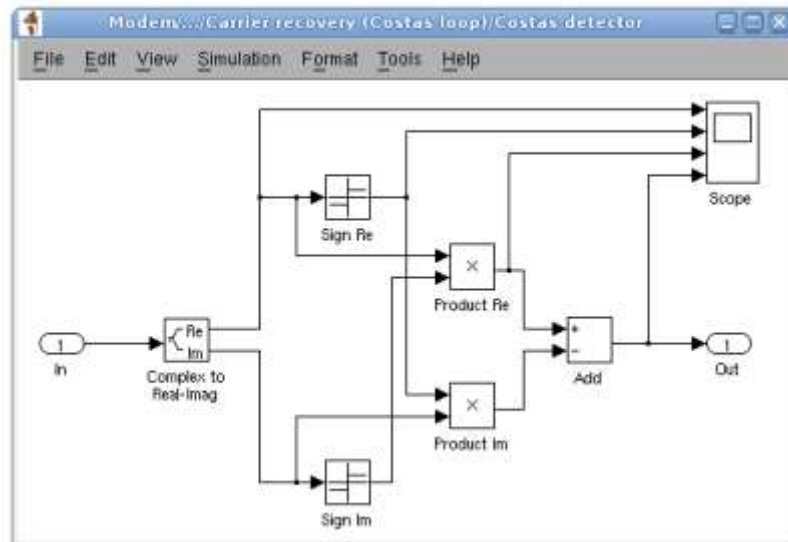 Modem/.../Carrier recovery (Costas loop)/Costas detector
File Edit View Simulation Format Tools Help
Scope
Sign Re
×
Product Re
Re
Im
1
In
Complex to
Real-Imag
+
−
Add
1
Out
×
Product Im
Sign Im